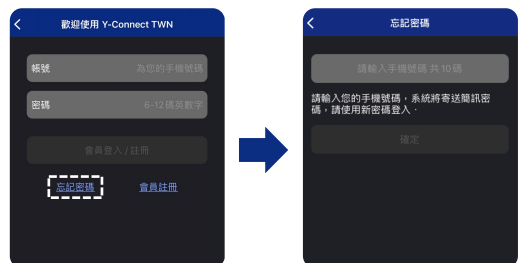 歡迎使用 Y-Connect TWN
帳號 為您的手機號碼
密碼 6-12碼英數字
會員登入/註冊
忘記密碼 會員註冊
忘記密碼
請輸入手機號碼 共10碼
請輸入您的手機號碼，系統將寄送簡訊密
碼，請使用新密碼登入。
確定